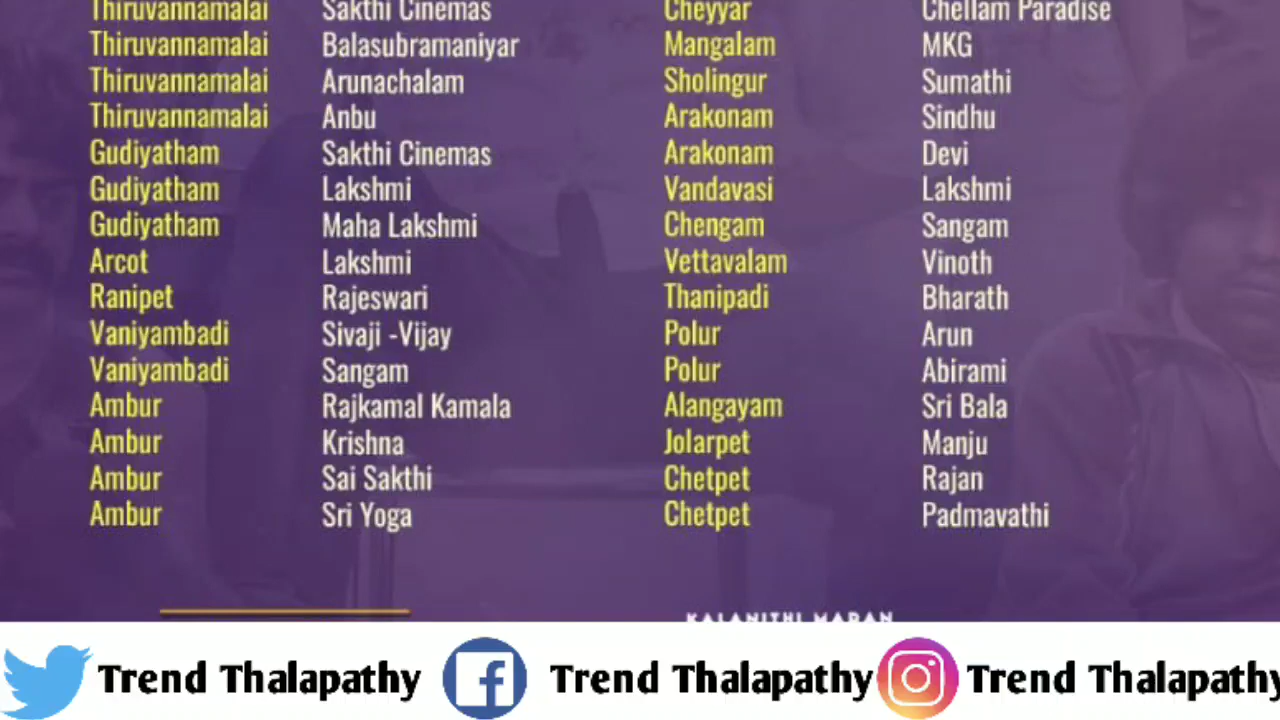 Thiruvannamalai Sakthi Cinemas Cheyyar Chellam Paradise
Thiruvannamalai Balasubramaniyar Mangalam MKG
Thiruvannamalai Arunachalam Sholingur Sumathi
Thiruvannamalai Anbu Arakonam Sindhu
Gudiyatham Sakthi Cinemas Arakonam Devi
Gudiyatham Lakshmi Vandavasi Lakshmi
Gudiyatham Maha Lakshmi Chengam Sangam
Arcot Lakshmi Vettavalam Vinoth
Ranipet Rajeswari Thanipadi Bharath
Vaniyambadi Sivaji -Vijay Polur Arun
Vaniyambadi Sangam Polur Abirami
Ambur Rajkamal Kamala Alangayam Sri Bala
Ambur Krishna Jolarpet Manju
Ambur Sai Sakthi Chetpet Rajan
Ambur Sri Yoga Chetpet Padmavathi
KALANITHI MARAN
Trend Thalapathy Trend Thalapathy Trend Thalapathy